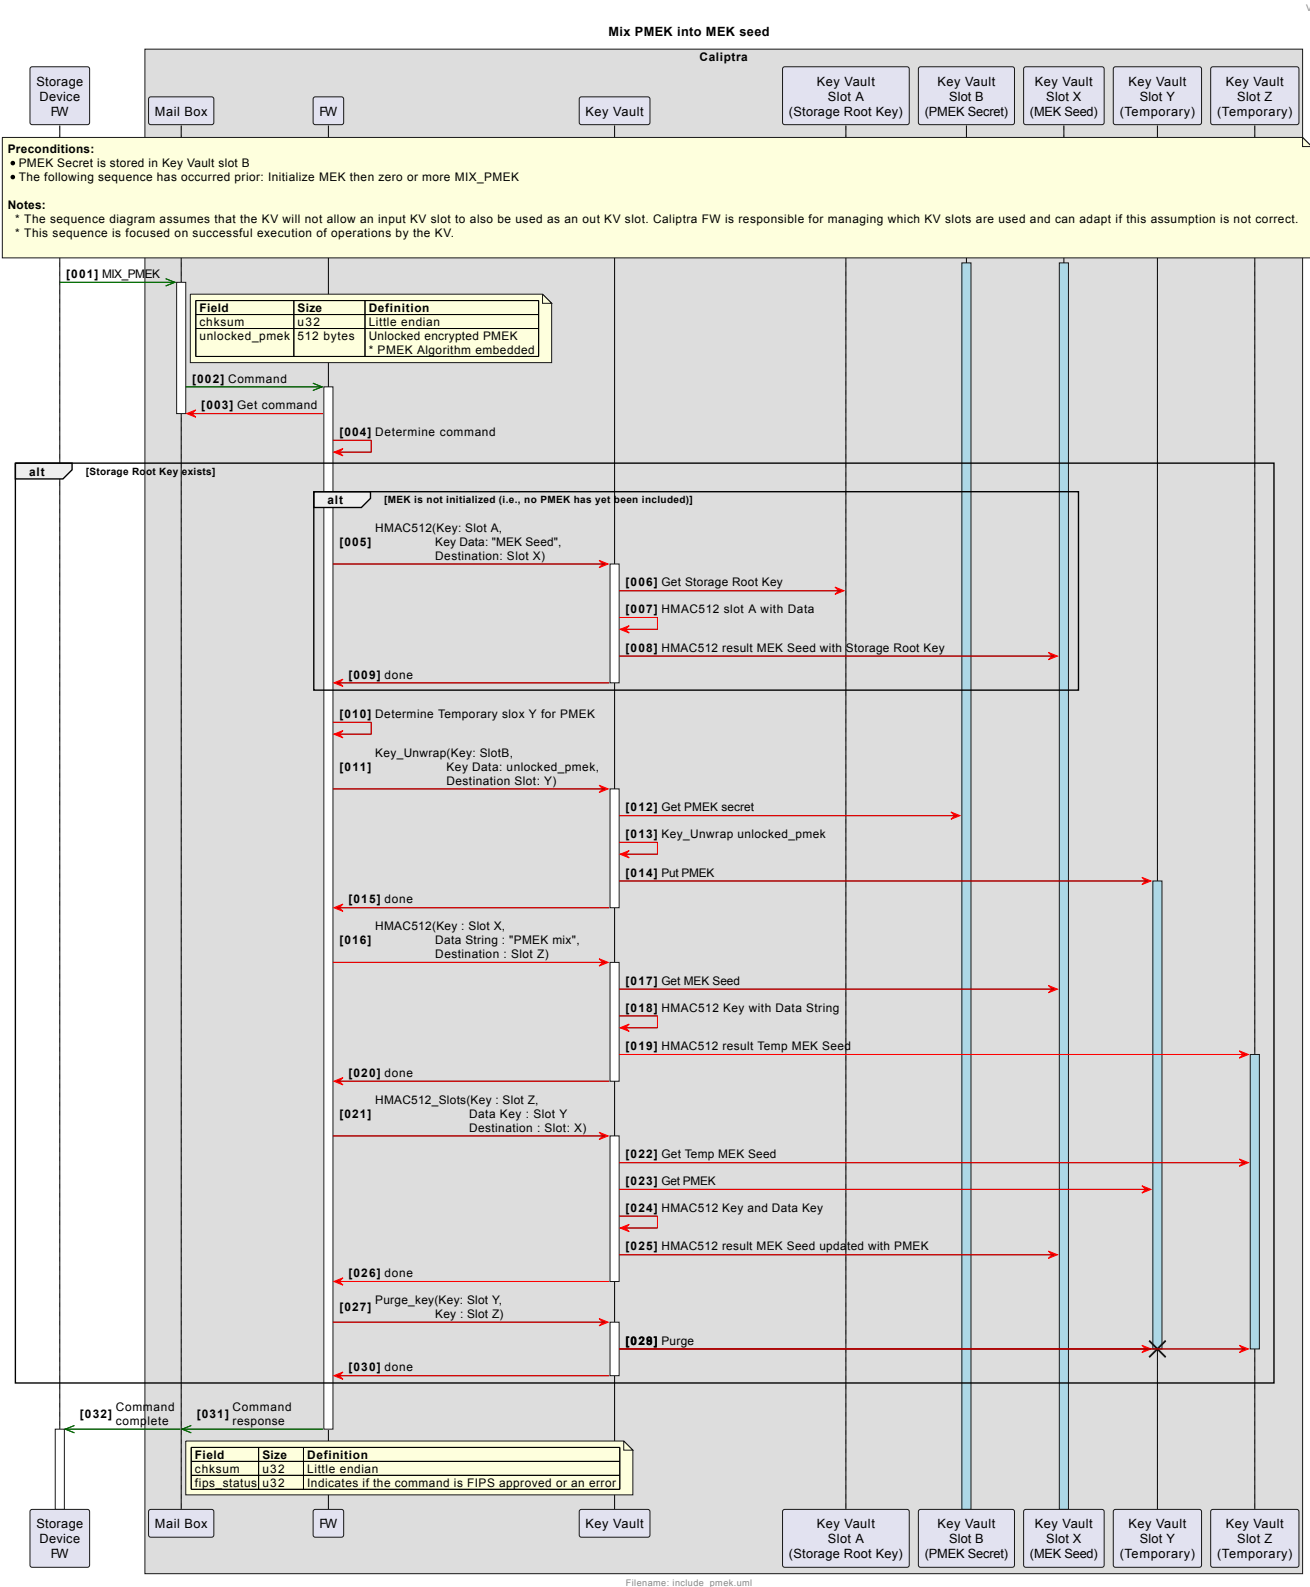 V
Mix PMEK into MEK seed
Caliptra
Storage
Device
FW
Mail Box
FW
Key Vault
Key Vault
Slot A
(Storage Root Key)
Key Vault
Slot B
(PMEK Secret)
Key Vault
Slot X
(MEK Seed)
Key Vault
Slot Y
(Temporary)
Key Vault
Slot Z
(Temporary)
Preconditions:
• PMEK Secret is stored in Key Vault slot B
• The following sequence has occurred prior: Initialize MEK then zero or more MIX_PMEK
Notes:
* The sequence diagram assumes that the KV will not allow an input KV slot to also be used as an out KV slot. Caliptra FW is responsible for managing which KV slots are used and can adapt if this assumption is not correct.
* This sequence is focused on successful execution of operations by the KV.
[001] MIX_PMEK
Field Size Definition
chksum u32 Little endian
unlocked_pmek 512 bytes Unlocked encrypted PMEK
* PMEK Algorithm embedded
[002] Command
[003] Get command
[004] Determine command
alt [Storage Root Key exists]
alt [MEK is not initialized (i.e., no PMEK has yet been included)]
HMAC512(Key: Slot A,
[005] Key Data: "MEK Seed",
Destination: Slot X)
[006] Get Storage Root Key
[007] HMAC512 slot A with Data
[008] HMAC512 result MEK Seed with Storage Root Key
[009] done
[010] Determine Temporary slox Y for PMEK
Key_Unwrap(Key: SlotB,
[011] Key Data: unlocked_pmek,
Destination Slot: Y)
[012] Get PMEK secret
[013] Key_Unwrap unlocked_pmek
[014] Put PMEK
[015] done
HMAC512(Key : Slot X,
[016] Data String : "PMEK mix",
Destination : Slot Z)
[017] Get MEK Seed
[018] HMAC512 Key with Data String
[019] HMAC512 result Temp MEK Seed
[020] done
HMAC512_Slots(Key : Slot Z,
[021] Data Key : Slot Y
Destination : Slot: X)
[022] Get Temp MEK Seed
[023] Get PMEK
[024] HMAC512 Key and Data Key
[025] HMAC512 result MEK Seed updated with PMEK
[026] done
[027] Purge_key(Key: Slot Y,
Key : Slot Z)
Purge
[030] done
[032] Command
complete
[031] Command
response
Field Size Definition
chksum u32 Little endian
fips_status u32 Indicates if the command is FIPS approved or an error
Storage
Device
FW
Mail Box
FW
Key Vault
Key Vault
Slot A
(Storage Root Key)
Key Vault
Slot B
(PMEK Secret)
Key Vault
Slot X
(MEK Seed)
Key Vault
Slot Y
(Temporary)
Key Vault
Slot Z
(Temporary)
Filename: include_pmek.uml